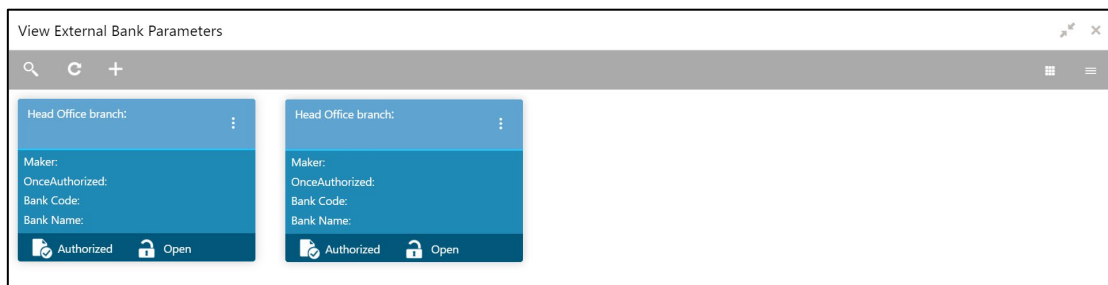 View External Bank Parameters
Head Office branch:
Maker:
OnceAuthorized:
Bank Code:
Bank Name:
Authorized Open
Head Office branch:
Maker:
OnceAuthorized:
Bank Code:
Bank Name:
Authorized Open